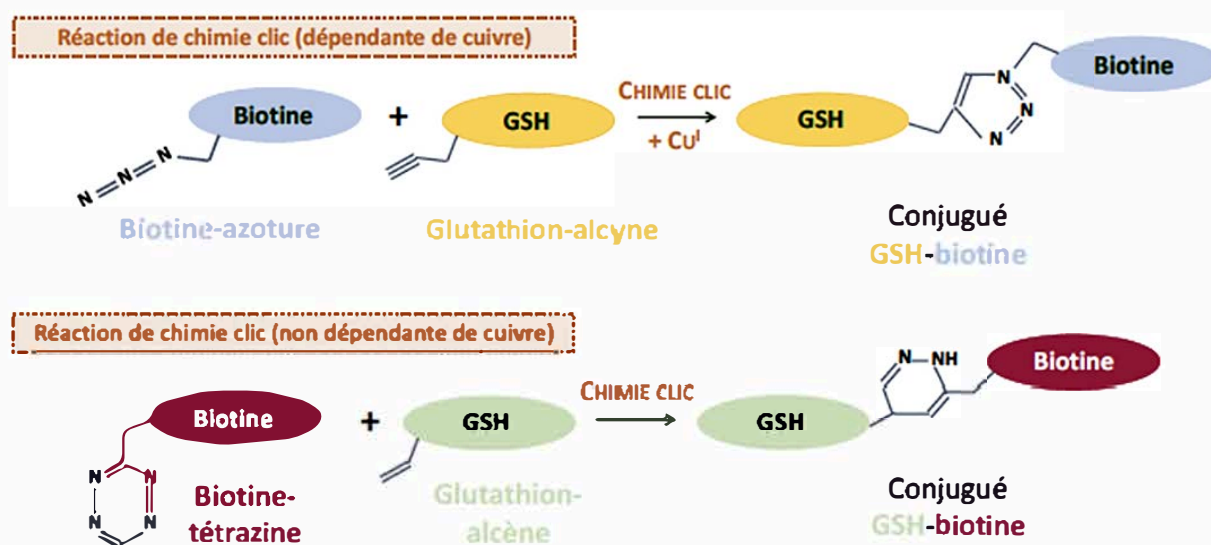 Réaction de chimie clic (dépendante de cuivre)
Biotine
+
GSH
CHIMIE CLIC
+ Cu^I
GSH
Biotine
N
N
N
N
N
N
Biotine-azoture
Glutathion-alcyne
Conjugué
GSH-biotine
Réaction de chimie clic (non dépendante de cuivre)
Biotine
+
GSH
CHIMIE CLIC
GSH
N
NH
Biotine
N
N
N
N
Biotine-
tétrazine
Glutathion-
alcène
Conjugué
GSH-biotine